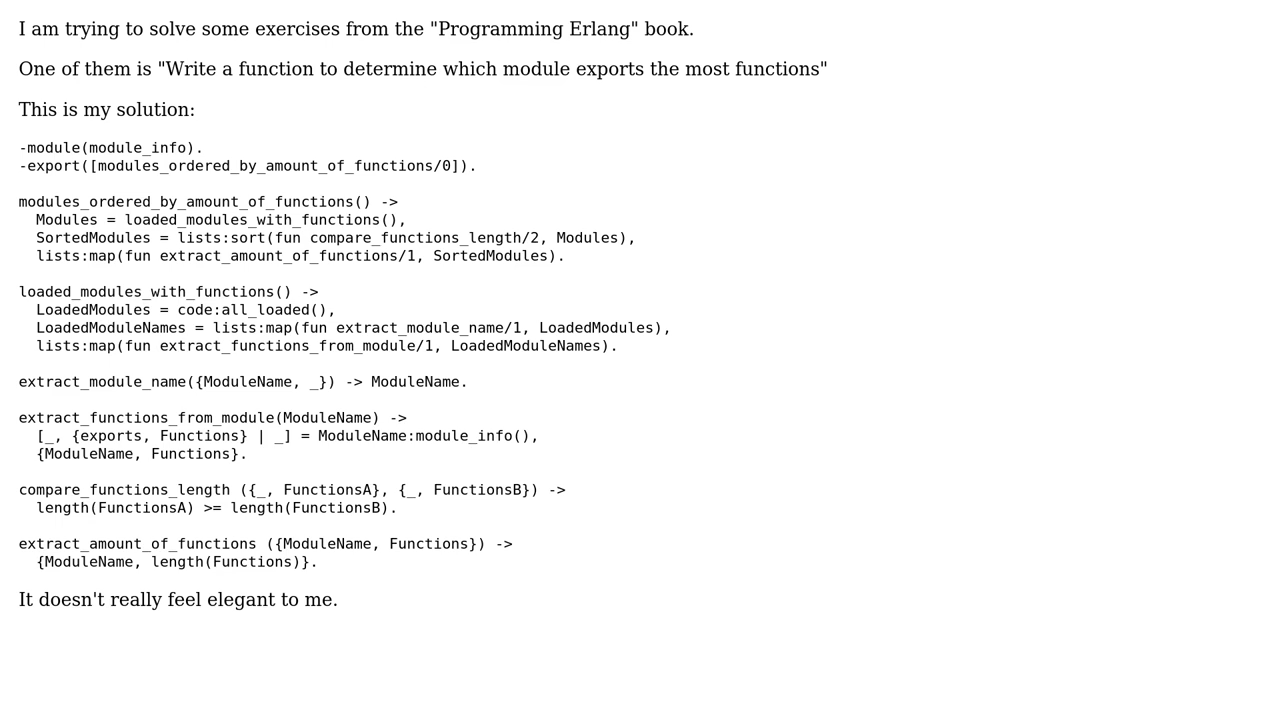 I am trying to solve some exercises from the "Programming Erlang" book.
One of them is "Write a function to determine which module exports the most functions"
This is my solution:
-module(module_info).
-export([modules_ordered_by_amount_of_functions/0]).
modules_ordered_by_amount_of_functions() ->
  Modules = loaded_modules_with_functions(),
  SortedModules = lists:sort(fun compare_functions_length/2, Modules),
  lists:map(fun extract_amount_of_functions/1, SortedModules).
loaded_modules_with_functions() ->
  LoadedModules = code:all_loaded(),
  LoadedModuleNames = lists:map(fun extract_module_name/1, LoadedModules),
  lists:map(fun extract_functions_from_module/1, LoadedModuleNames).
extract_module_name({ModuleName, _}) -> ModuleName.
extract_functions_from_module(ModuleName) ->
  [_, {exports, Functions} | _] = ModuleName:module_info(),
  {ModuleName, Functions}.
compare_functions_length ({_, FunctionsA}, {_, FunctionsB}) ->
  length(FunctionsA) >= length(FunctionsB).
extract_amount_of_functions ({ModuleName, Functions}) ->
  {ModuleName, length(Functions)}.
It doesn't really feel elegant to me.